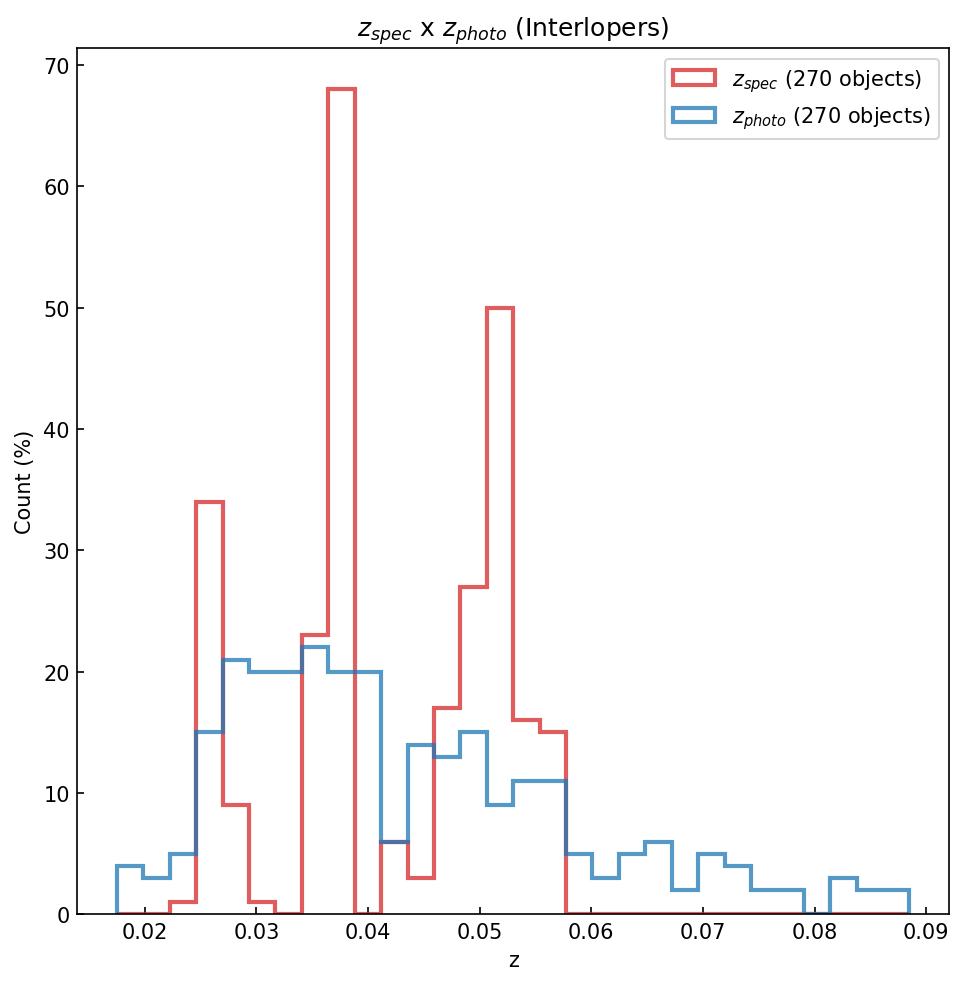 z_spec x z_photo (Interlopers)
z_spec (270 objects)
z_photo (270 objects)
70
60
50
40
30
20
10
0
Count (%)
0.02 0.03 0.04 0.05 0.06 0.07 0.08 0.09
z